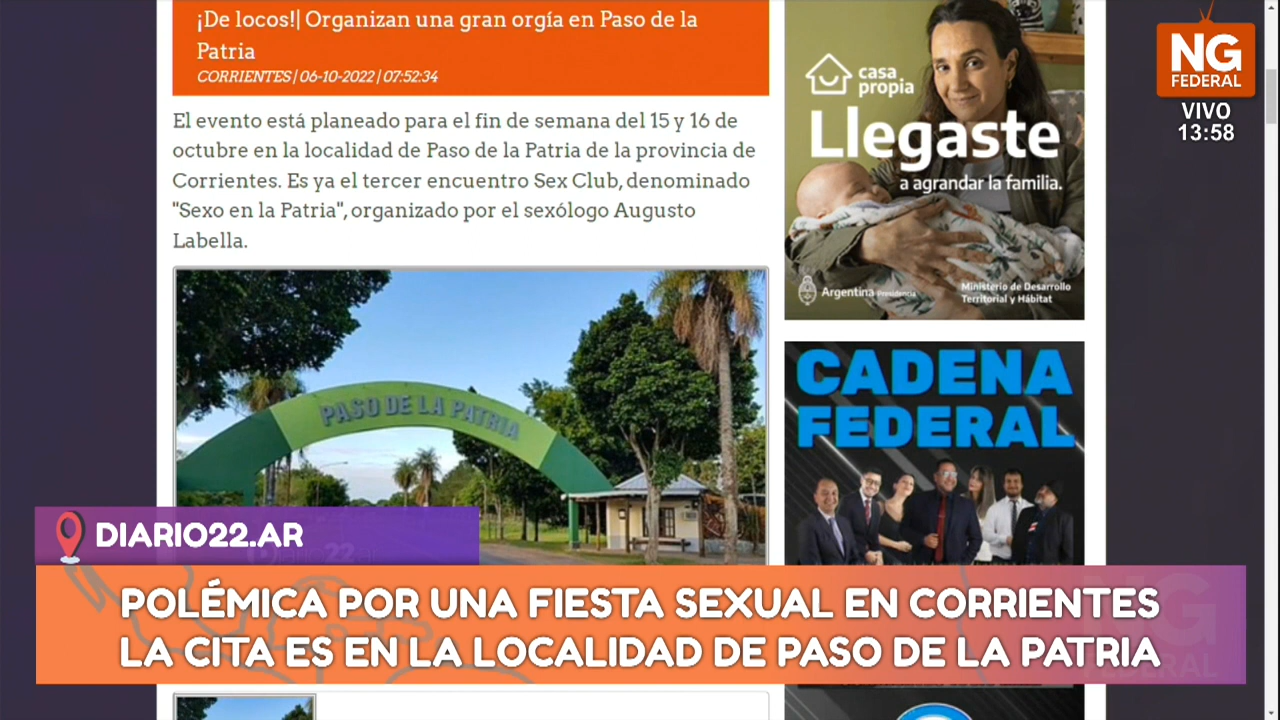 ¡De locos!| Organizan una gran orgía en Paso de la
Patria
CORRIENTES | 06-10-2022 | 07:52:34
El evento está planeado para el fin de semana del 15 y 16 de
octubre en la localidad de Paso de la Patria de la provincia de
Corrientes. Es ya el tercer encuentro Sex Club, denominado
"Sexo en la Patria", organizado por el sexólogo Augusto
Labella.
PASO DE LA PATRIA
casa
propia
Llegaste
a agrandar la familia.
Argentina Presidencia
Ministerio de Desarrollo
Territorial y Hábitat
CADENA
FEDERAL
NG
FEDERAL
VIVO
13:58
DIARIO22.AR
POLÉMICA POR UNA FIESTA SEXUAL EN CORRIENTES
LA CITA ES EN LA LOCALIDAD DE PASO DE LA PATRIA
NG
FEDERAL